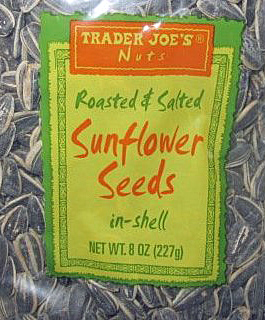 TRADER JOE'S®
Nuts
Roasted & Salted
Sunflower
Seeds
in-shell
NET WT. 8 OZ (227g)